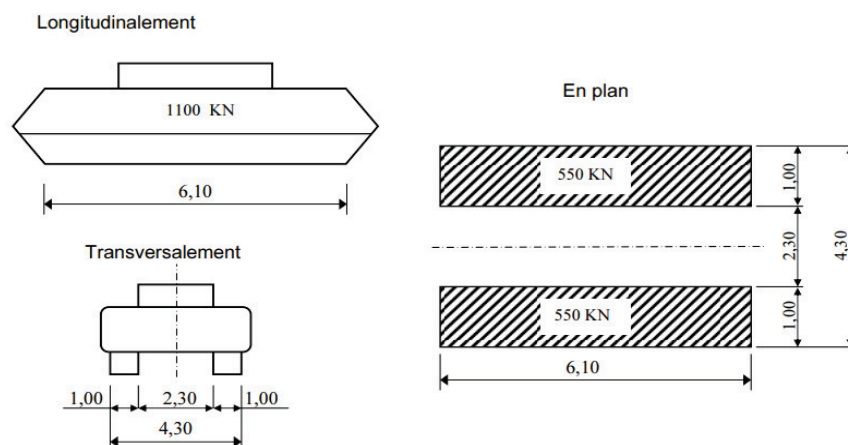 Longitudinalement
1100 KN
6,10
Transversalement
1,00 2,30 1,00
4,30
En plan
550 KN
1,00
2,30
4,30
550 KN
1,00
6,10